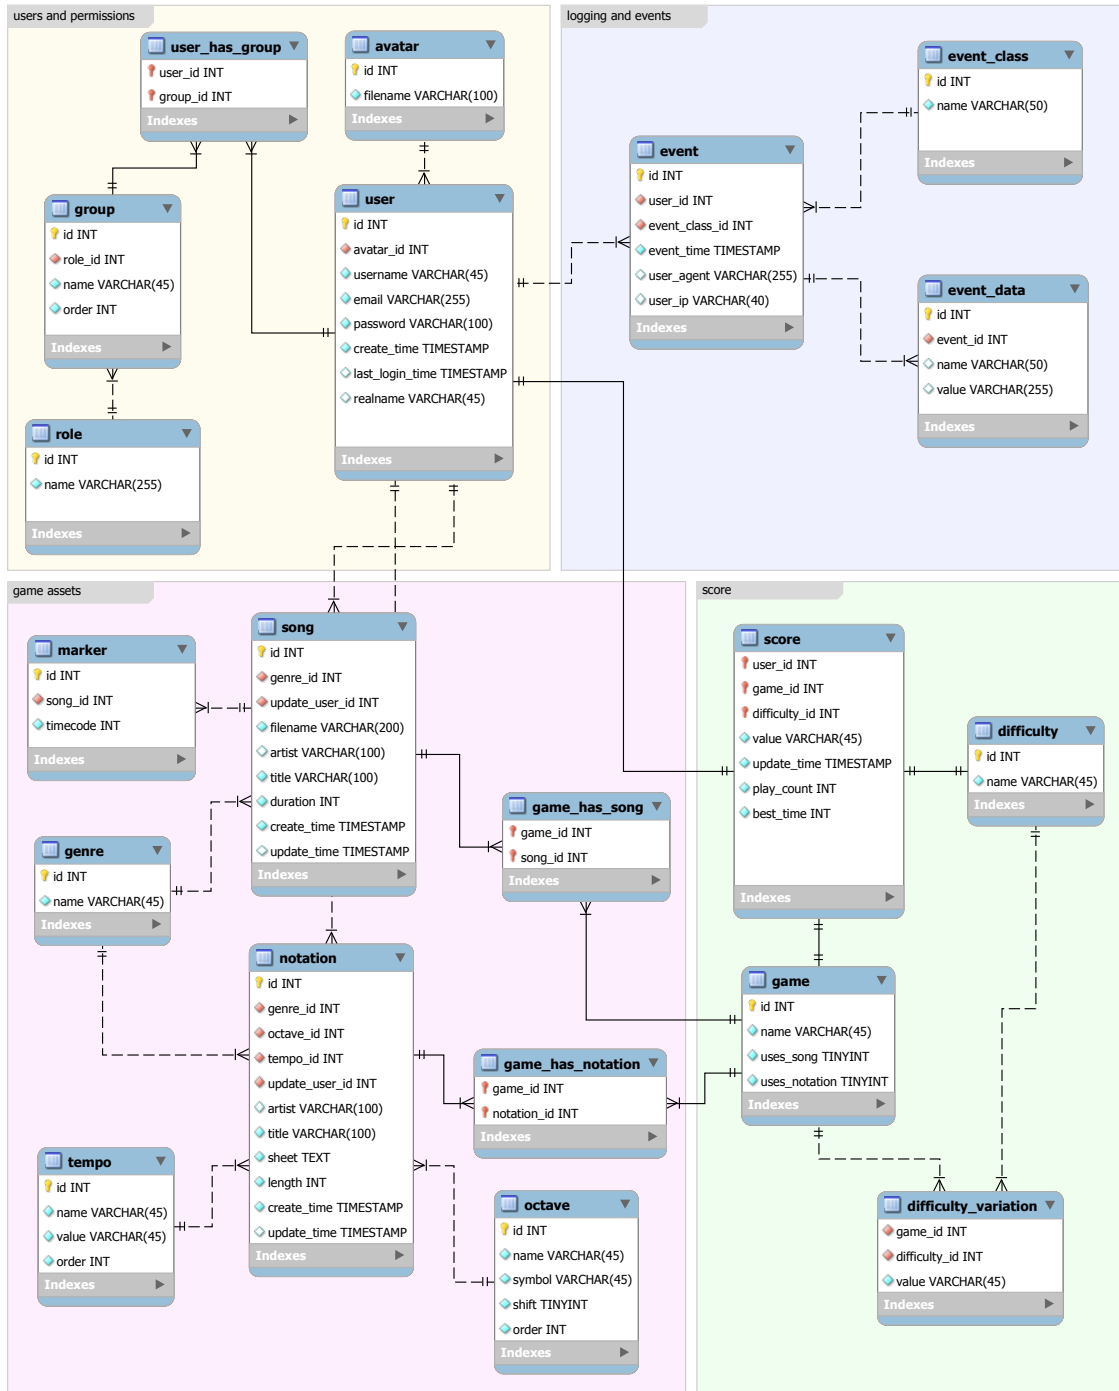 users and permissions
user_has_group
user_id INT
group_id INT
Indexes
avatar
id INT
filename VARCHAR(100)
Indexes
group
id INT
role_id INT
name VARCHAR(45)
order INT
Indexes
user
id INT
avatar_id INT
username VARCHAR(45)
email VARCHAR(255)
password VARCHAR(100)
create_time TIMESTAMP
last_login_time TIMESTAMP
realname VARCHAR(45)
Indexes
role
id INT
name VARCHAR(255)
Indexes
logging and events
event_class
id INT
name VARCHAR(50)
Indexes
event
id INT
user_id INT
event_class_id INT
event_time TIMESTAMP
user_agent VARCHAR(255)
user_ip VARCHAR(40)
Indexes
event_data
id INT
event_id INT
name VARCHAR(50)
value VARCHAR(255)
Indexes
game assets
song
id INT
genre_id INT
update_user_id INT
filename VARCHAR(200)
artist VARCHAR(100)
title VARCHAR(100)
duration INT
create_time TIMESTAMP
update_time TIMESTAMP
Indexes
marker
id INT
song_id INT
timecode INT
Indexes
game_has_song
game_id INT
song_id INT
Indexes
genre
id INT
name VARCHAR(45)
Indexes
notation
id INT
genre_id INT
octave_id INT
tempo_id INT
update_user_id INT
artist VARCHAR(100)
title VARCHAR(100)
sheet TEXT
length INT
create_time TIMESTAMP
update_time TIMESTAMP
Indexes
game_has_notation
game_id INT
notation_id INT
Indexes
tempo
id INT
name VARCHAR(45)
value VARCHAR(45)
order INT
Indexes
octave
id INT
name VARCHAR(45)
symbol VARCHAR(45)
shift TINYINT
order INT
Indexes
score
score
user_id INT
game_id INT
difficulty_id INT
value VARCHAR(45)
update_time TIMESTAMP
play_count INT
best_time INT
Indexes
difficulty
id INT
name VARCHAR(45)
Indexes
game
id INT
name VARCHAR(45)
uses_song TINYINT
uses_notation TINYINT
Indexes
difficulty_variation
game_id INT
difficulty_id INT
value VARCHAR(45)
Indexes